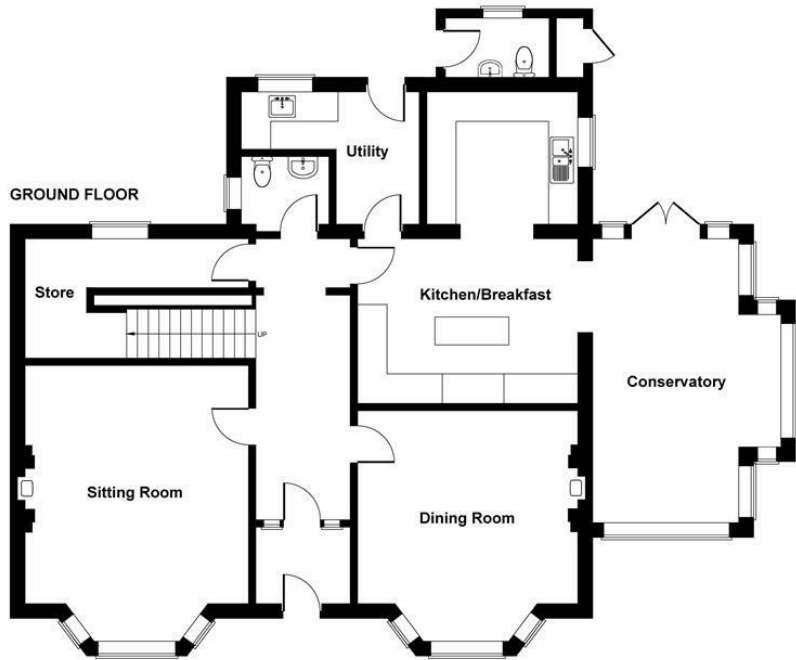 Utility
GROUND FLOOR
Store
Kitchen/Breakfast
UP
Conservatory
Sitting Room
Dining Room